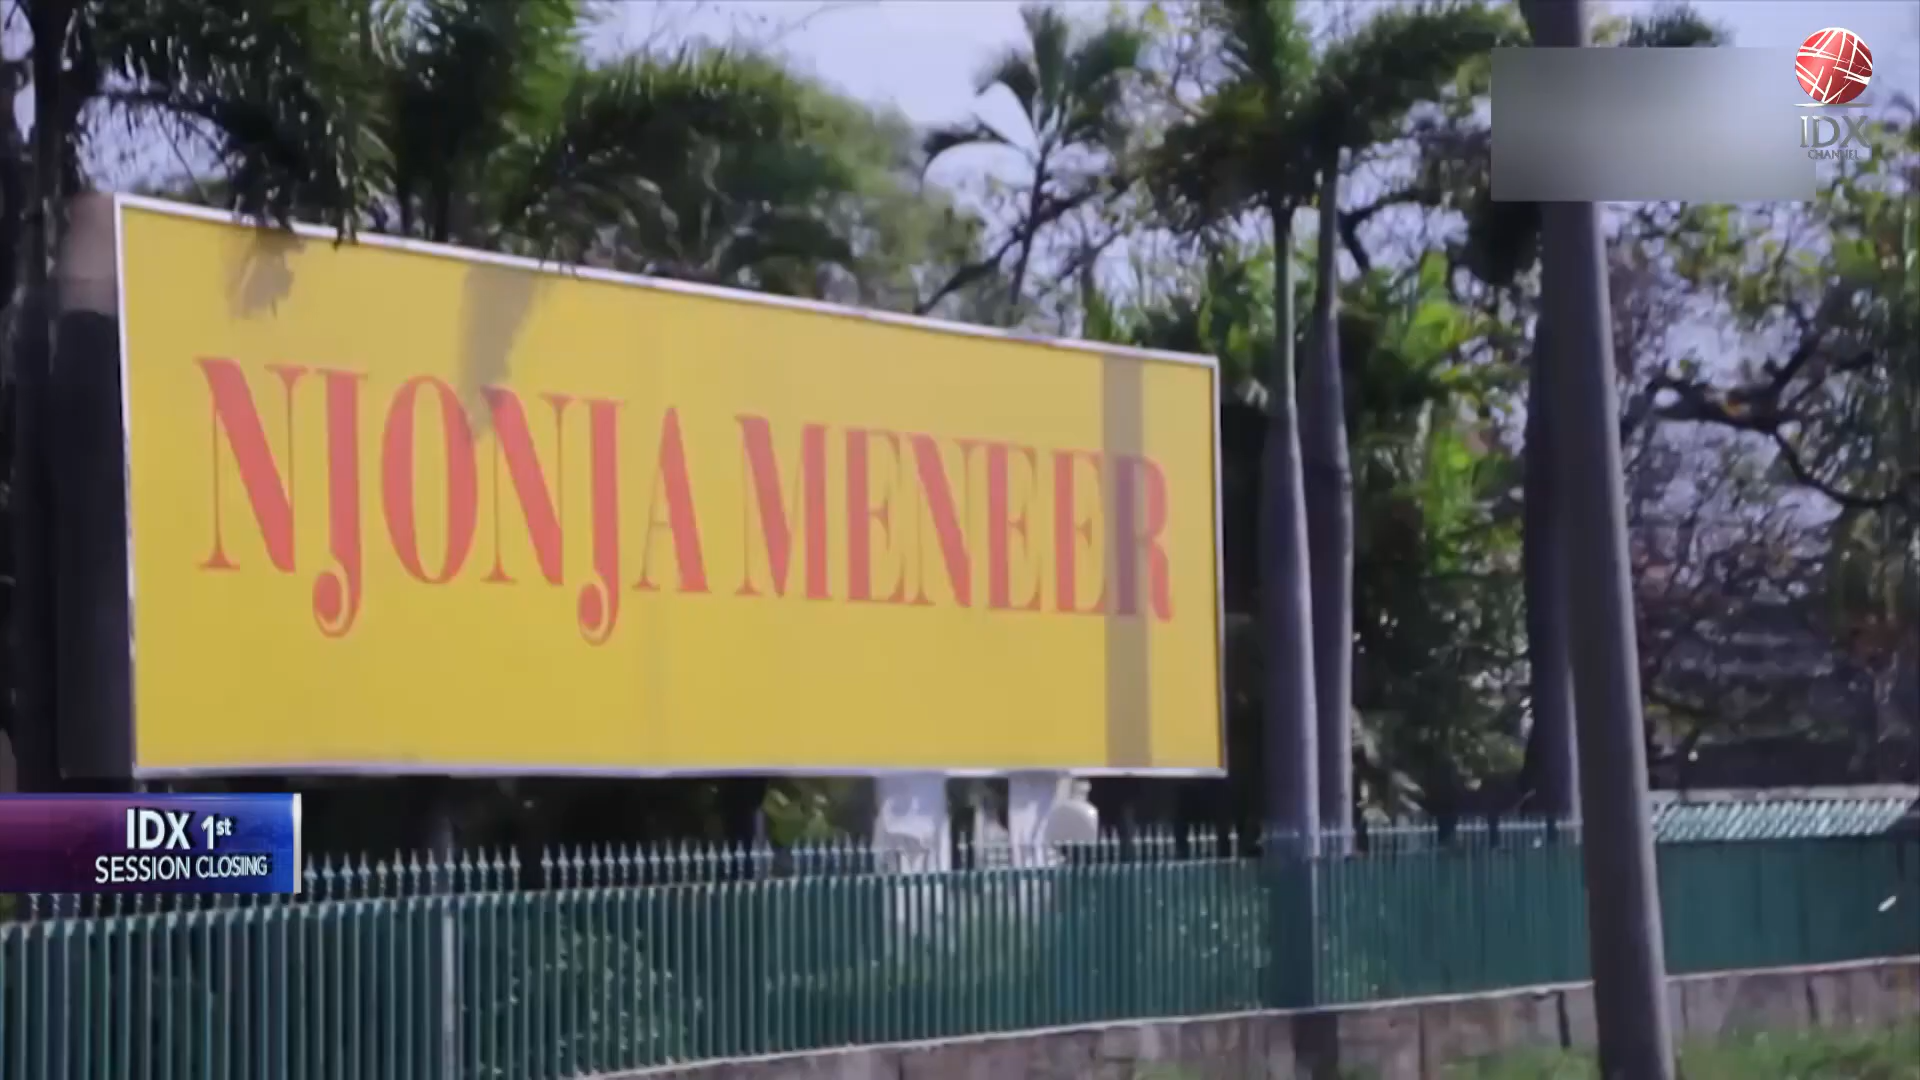 IDX
CHANNEL
NJONJA MENEER
IDX 1st
SESSION CLOSING